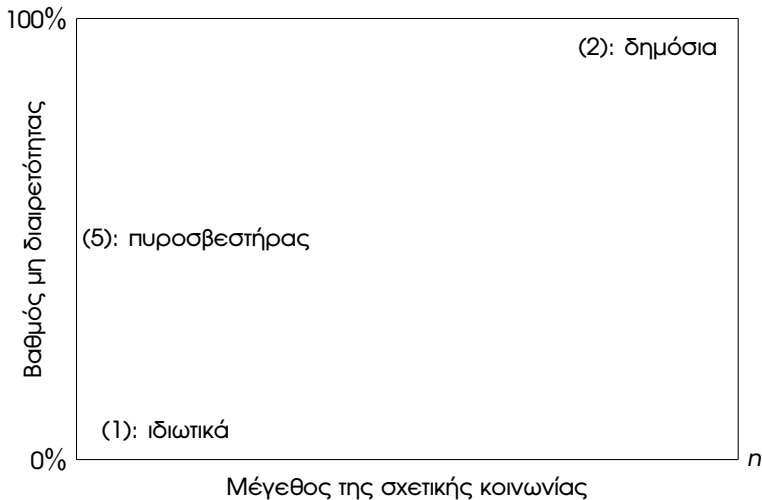 100%
(2): δημόσια
Βαθμός μη διαιρετότητας
(5): πυροσβεστήρας
(1): ιδιωτικά
0%
n
Μέγεθος της σχετικής κοινωνίας